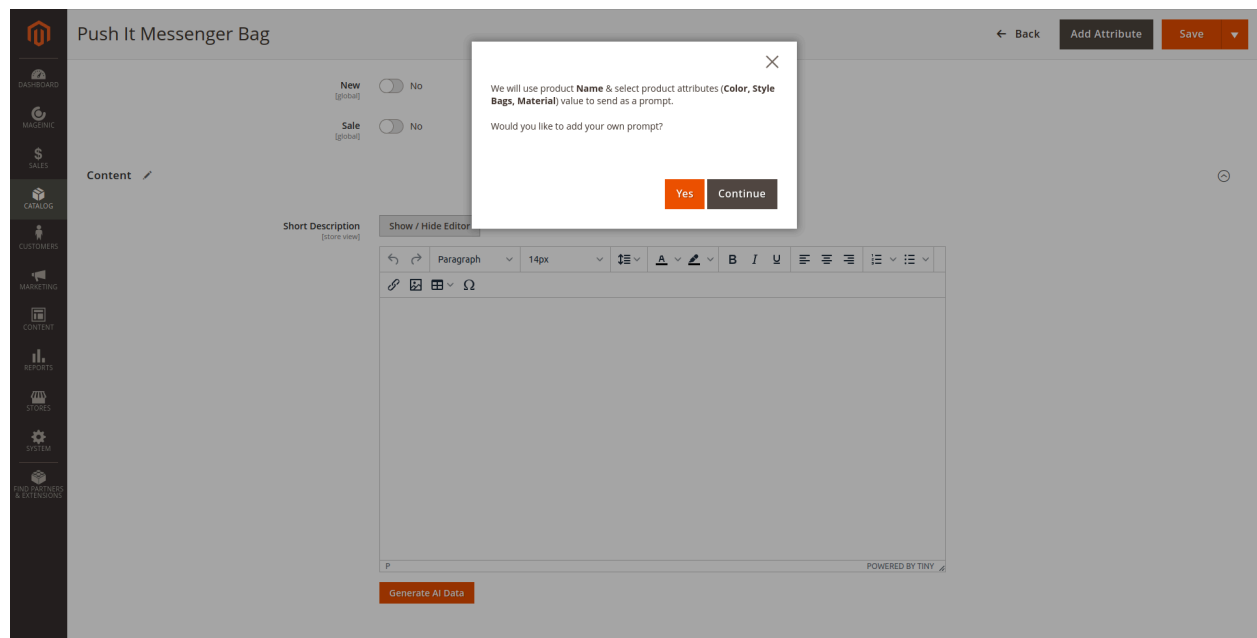 Push It Messenger Bag
Back
Add Attribute
Save
DASHBOARD
MAGEINIC
SALES
CATALOG
CUSTOMERS
MARKETING
CONTENT
REPORTS
STORES
SYSTEM
FIND PARTNERS
& EXTENSIONS
New
[global]
No
Sale
[global]
No
We will use product Name & select product attributes (Color, Style
Bags, Material) value to send as a prompt.
Would you like to add your own prompt?
Yes
Continue
Content
Short Description
[store view]
Show / Hide Editor
Paragraph
14px
A
B I U
Ω
P
POWERED BY TINY
Generate AI Data